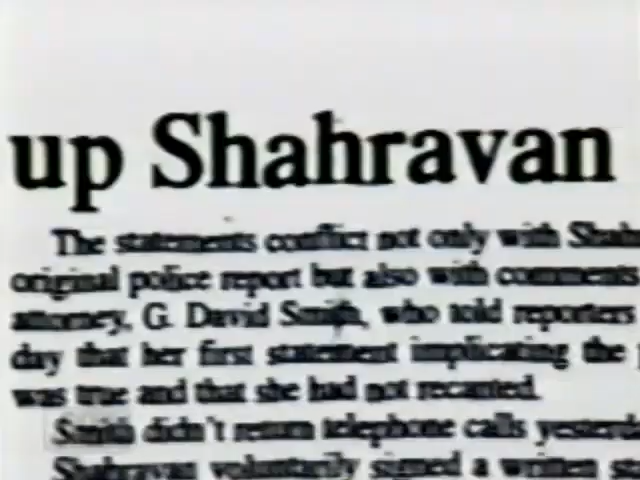 up Shahravan
The statements conflict not only with Shah
original police report but also with comments
attorney, G. David Smith, who told reporters
day that her first statement implicating the
was true and that she had not recanted.
Smith didn't return telephone calls yesterd
Shahravan voluntarily signed a written sta